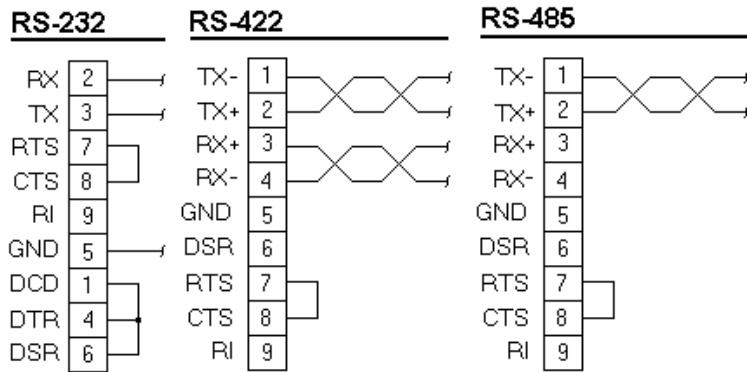 RS-232
RX 2
TX 3
RTS 7
CTS 8
RI 9
GND 5
DCD 1
DTR 4
DSR 6
RS-422
TX- 1
TX+ 2
RX+ 3
RX- 4
GND 5
DSR 6
RTS 7
CTS 8
RI 9
RS-485
TX- 1
TX+ 2
RX+ 3
RX- 4
GND 5
DSR 6
RTS 7
CTS 8
RI 9